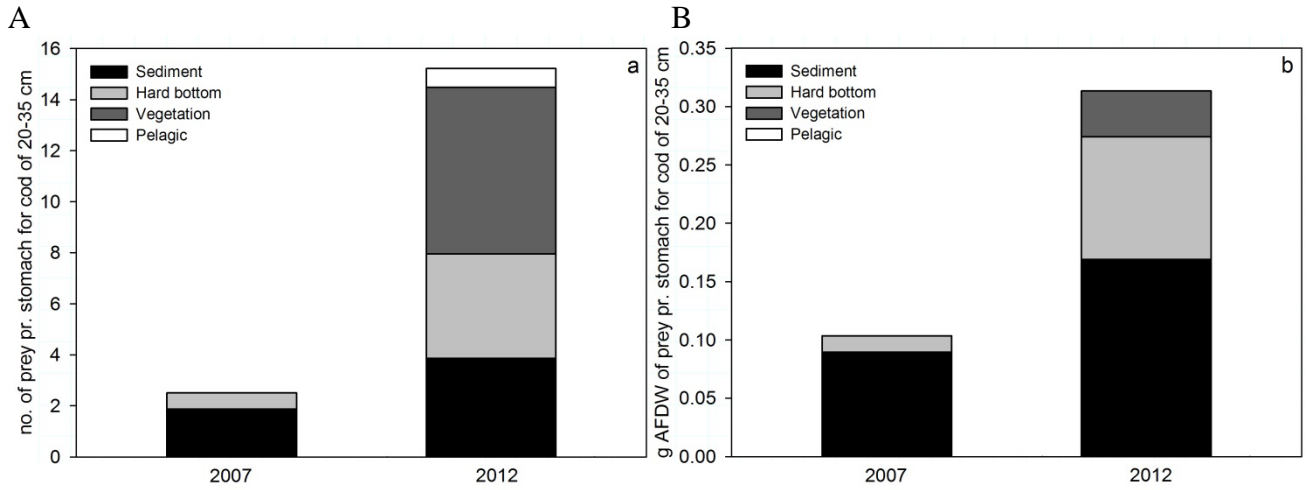 A
no. of prey pr. stomach for cod of 20-35 cm
16
14
12
10
8
6
4
2
0
Sediment
Hard bottom
Vegetation
Pelagic
a
2007
2012
B
g AFDW of prey pr. stomach for cod of 20-35 cm
0.35
0.30
0.25
0.20
0.15
0.10
0.05
0.00
Sediment
Hard bottom
Vegetation
Pelagic
b
2007
2012